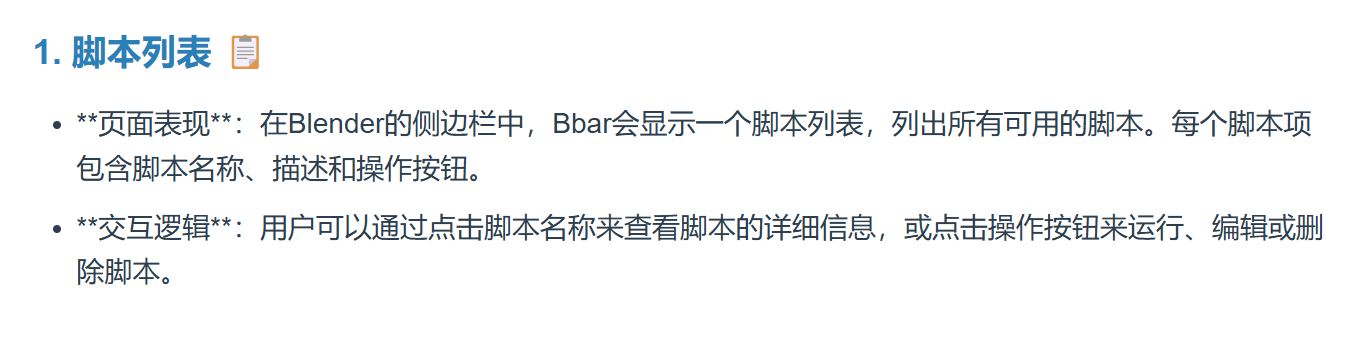 1. 脚本列表 📋
• **页面表现**：在Blender的侧边栏中，Bbar会显示一个脚本列表，列出所有可用的脚本。每个脚本项
包含脚本名称、描述和操作按钮。
• **交互逻辑**：用户可以通过点击脚本名称来查看脚本的详细信息，或点击操作按钮来运行、编辑或删
除脚本。